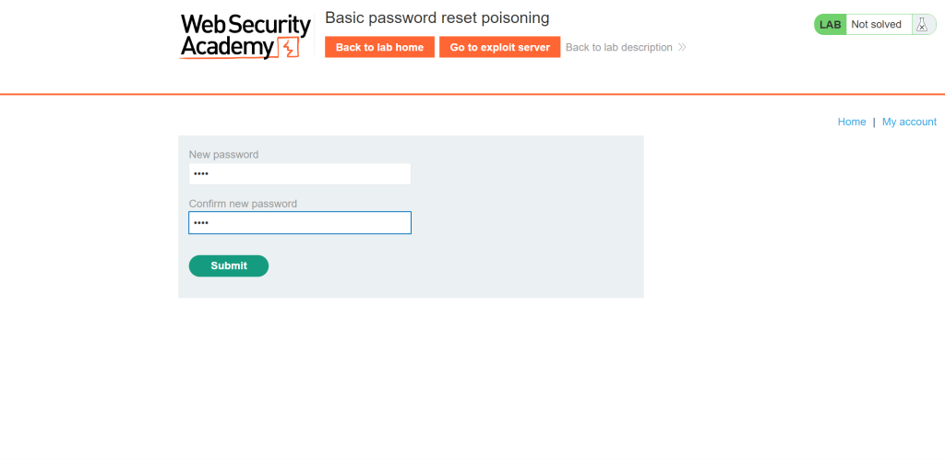 Web Security
Academy
Basic password reset poisoning
Back to lab home
Go to exploit server
Back to lab description
LAB
Not solved
Home | My account
New password
••••
Confirm new password
••••
Submit